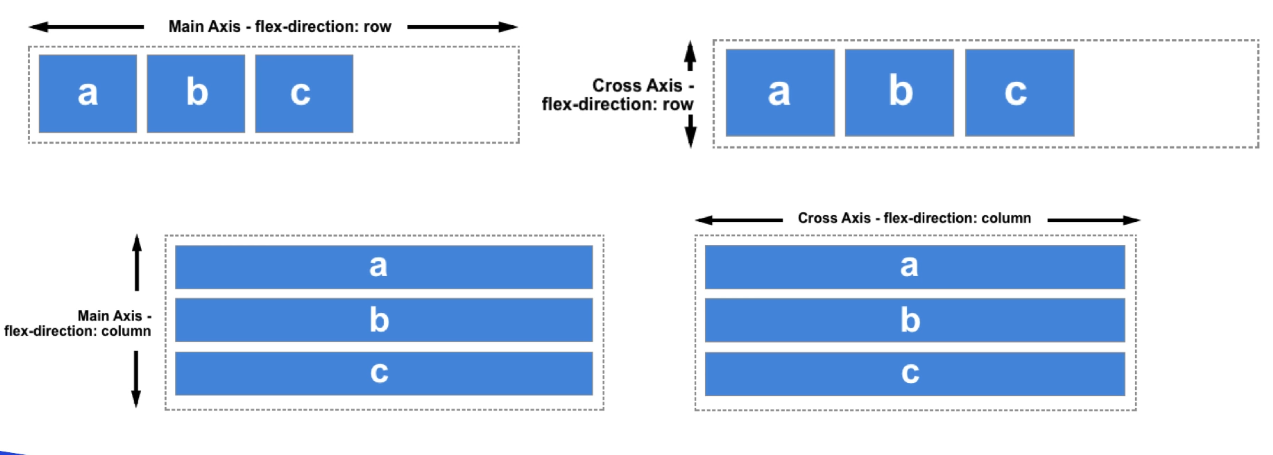 Main Axis - flex-direction: row
a b c
Cross Axis -
flex-direction: row
a b c
Main Axis -
flex-direction: column
a
b
c
Cross Axis - flex-direction: column
a
b
c